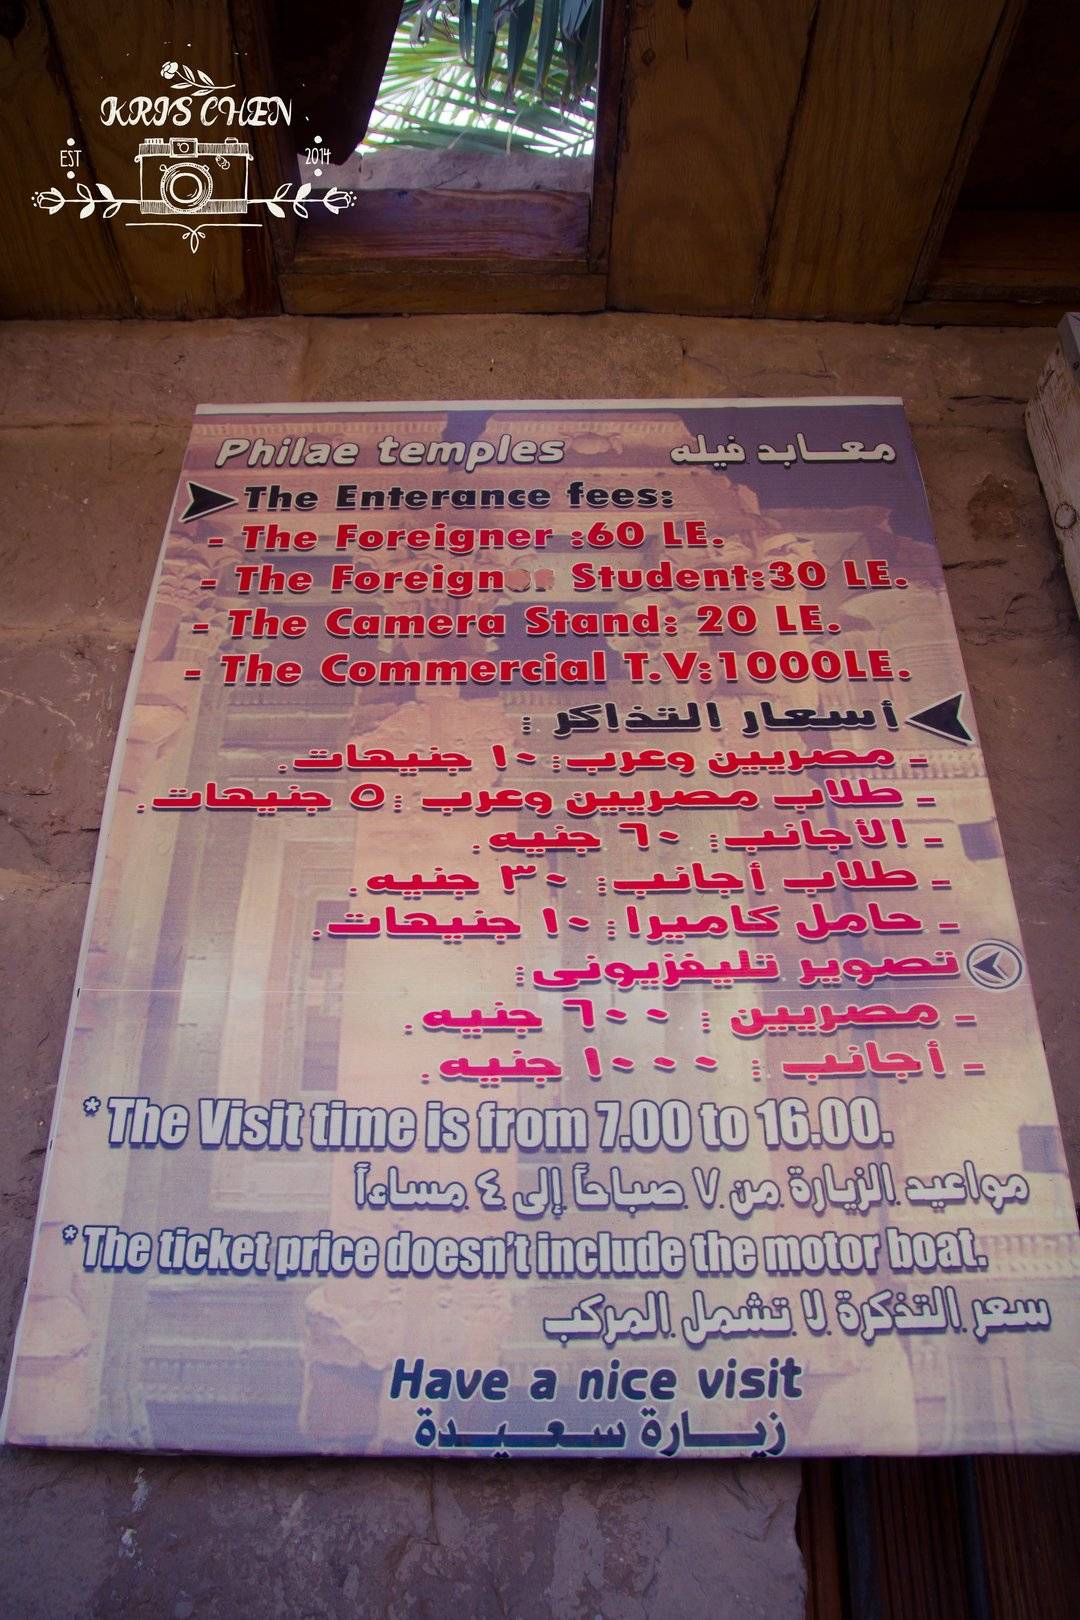 KRIS CHEN
EST 2014
Philae temples معابد فيله
The Enterance fees:
- The Foreigner :60 LE.
- The Foreign Student:30 LE.
- The Camera Stand: 20 LE.
- The Commercial T.V:1000LE.
أسعار التذاكر :
- مصريين وعرب: ١٠ جنيهات.
- طلاب مصريين وعرب : ٥ جنيهات.
- الأجانب: ٦٠ جنيه.
- طلاب أجانب: ٣٠ جنيه.
- حامل كاميرا: ١٠ جنيهات.
تصوير تليفزيونى:
- مصريين : ٦٠٠ جنيه.
- أجانب : ١٠٠٠ جنيه.
* The Visit time is from 7.00 to 16.00.
مواعيد الزيارة من ٧ صباحاً إلى ٤ مساءاً
* The ticket price doesn't include the motor boat.
سعر التذكرة لا تشمل المركب
Have a nice visit
زيارة سعيدة